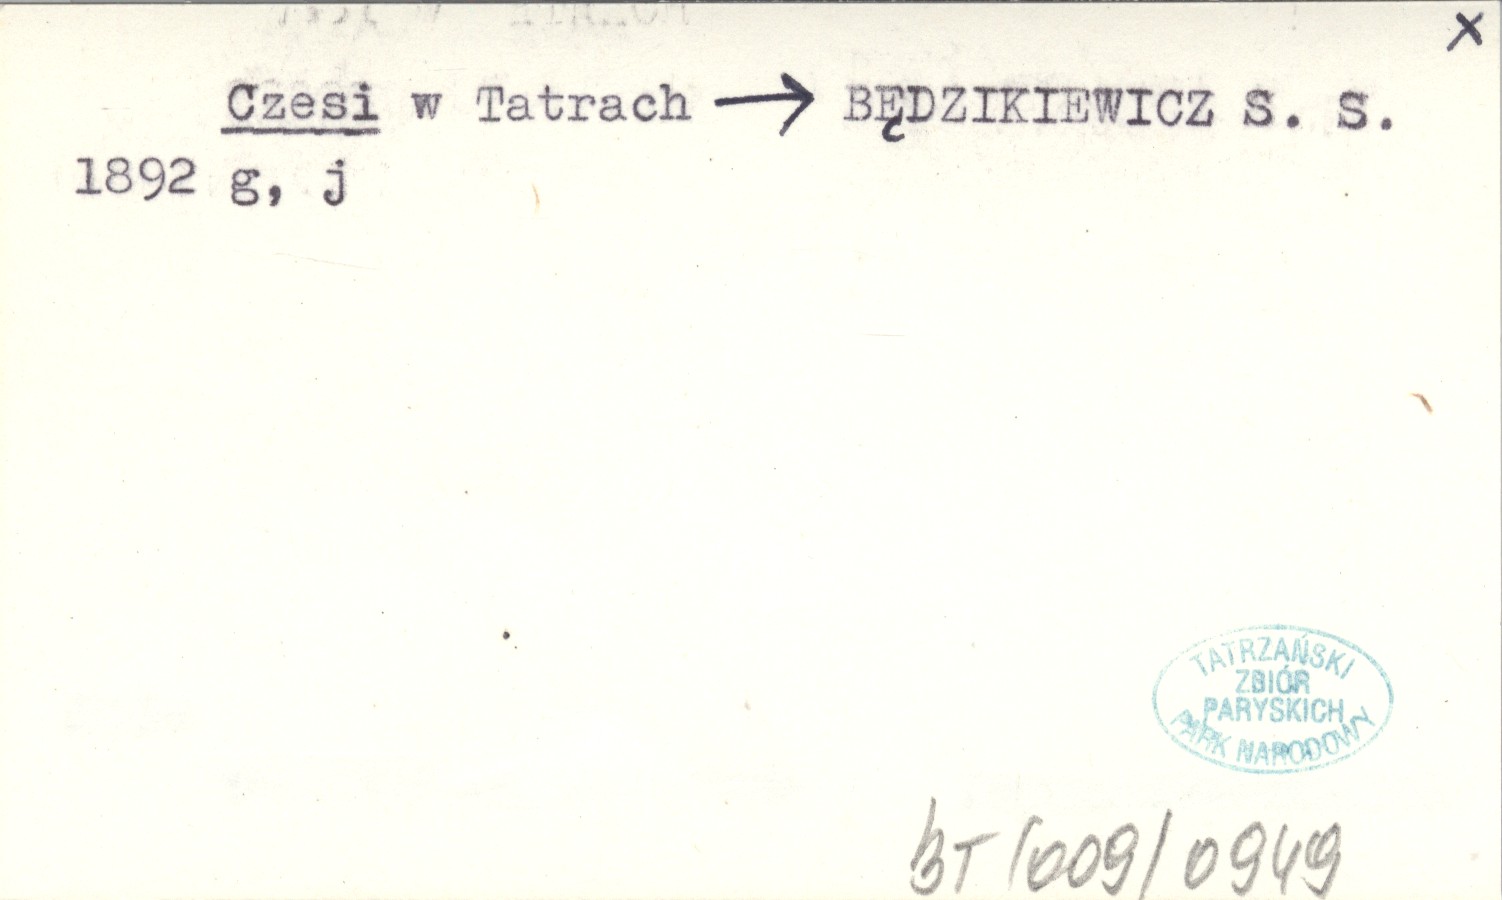 x
Czesi w Tatrach → BĘDZIKIEWICZ S. S.
1892 g, j
TATRZAŃSKI
ZBIÓR
PARYSKICH
PARK NARODOWY
BT/009/0949